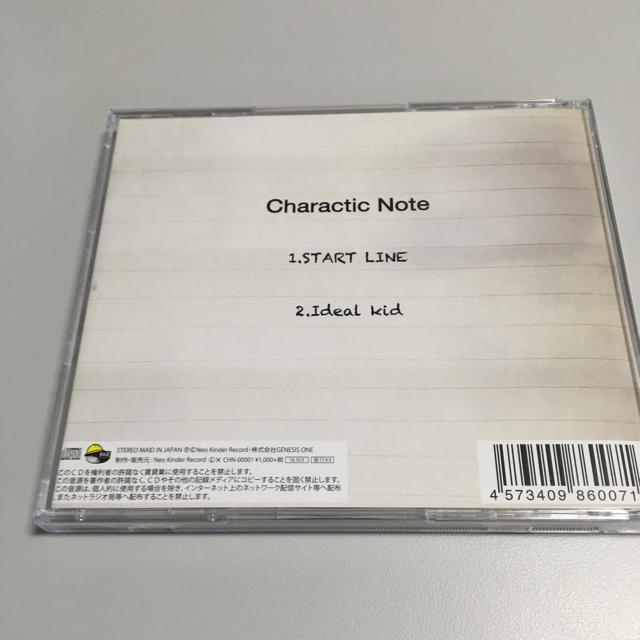 Charactic Note
1.START LINE
2.Ideal kid
STEREO MAID IN JAPAN ℗©Neo Kinder Record・株式会社GENESIS ONE
制作・販売元：Neo Kinder Record CHN-00001 ¥1,000+税 16.10.9 17.4.9
このCDを権利者の許諾なく賃貸業に使用することを禁止します。
この音源を著作者の許諾なく、CDやその他の記録メディアにコピーすることを固く禁止します。
この音源は、個人的に使用する場合を除き、インターネット上のネットワーク配信サイト等へ配布
またネットラジオ局等へ配布することを禁止します。
4 573409 860071